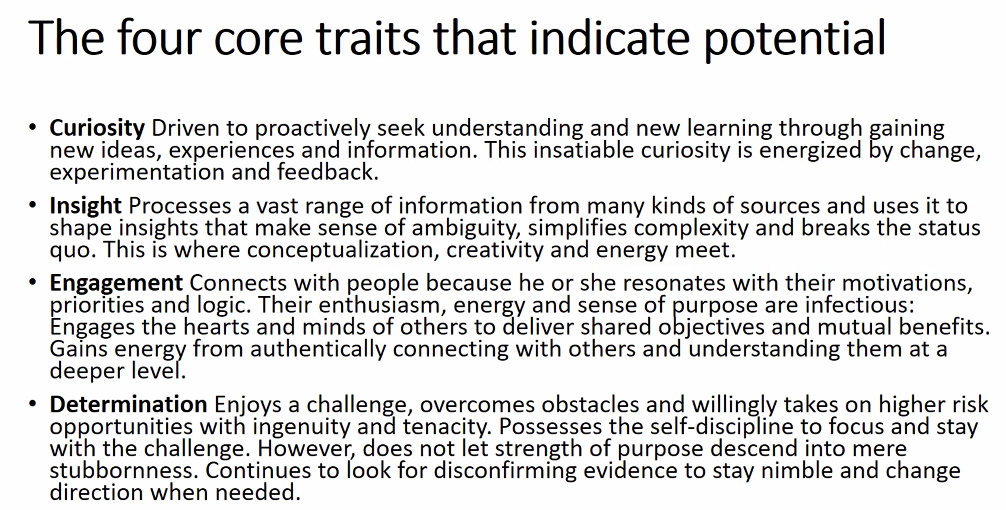 The four core traits that indicate potential
• Curiosity Driven to proactively seek understanding and new learning through gaining
new ideas, experiences and information. This insatiable curiosity is energized by change,
experimentation and feedback.
• Insight Processes a vast range of information from many kinds of sources and uses it to
shape insights that make sense of ambiguity, simplifies complexity and breaks the status
quo. This is where conceptualization, creativity and energy meet.
• Engagement Connects with people because he or she resonates with their motivations,
priorities and logic. Their enthusiasm, energy and sense of purpose are infectious:
Engages the hearts and minds of others to deliver shared objectives and mutual benefits.
Gains energy from authentically connecting with others and understanding them at a
deeper level.
• Determination Enjoys a challenge, overcomes obstacles and willingly takes on higher risk
opportunities with ingenuity and tenacity. Possesses the self-discipline to focus and stay
with the challenge. However, does not let strength of purpose descend into mere
stubbornness. Continues to look for disconfirming evidence to stay nimble and change
direction when needed.